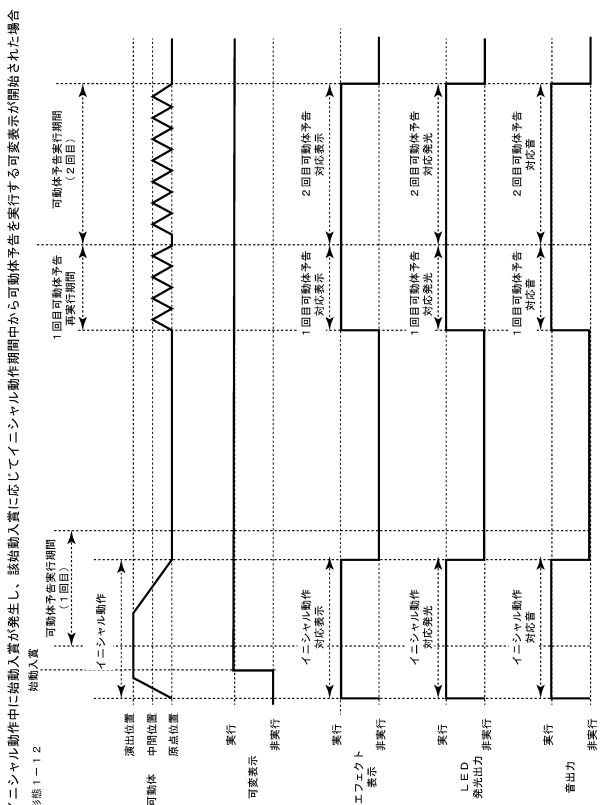 イニシャル動作中に始動入賞が発生し、該始動入賞に応じてイニシャル動作期間中から可動体予告を実行する可変表示が開始された場合
形態１－１２
始動入賞
可動体予告実行期間
（１回目）
１回目可動体予告
再実行期間
可動体予告実行期間
（２回目）
イニシャル動作
可動体
演出位置
中間位置
原点位置
可変表示
実行
非実行
エフェクト
表示
実行
非実行
イニシャル動作
対応表示
１回目可動体予告
対応表示
２回目可動体予告
対応表示
ＬＥＤ
発光出力
実行
非実行
イニシャル動作
対応発光
１回目可動体予告
対応発光
２回目可動体予告
対応発光
音出力
実行
非実行
イニシャル動作
対応音
１回目可動体予告
対応音
２回目可動体予告
対応音